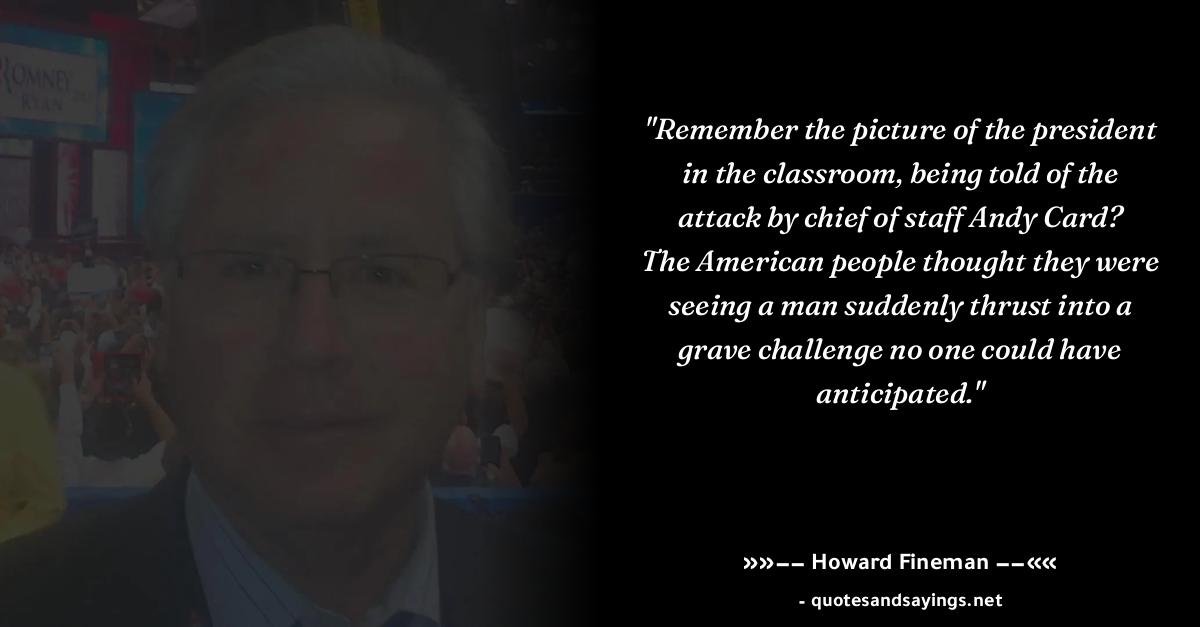 ROMNEY
RYAN
"Remember the picture of the president
in the classroom, being told of the
attack by chief of staff Andy Card?
The American people thought they were
seeing a man suddenly thrust into a
grave challenge no one could have
anticipated."
»»−− Howard Fineman −−««
- quotesandsayings.net